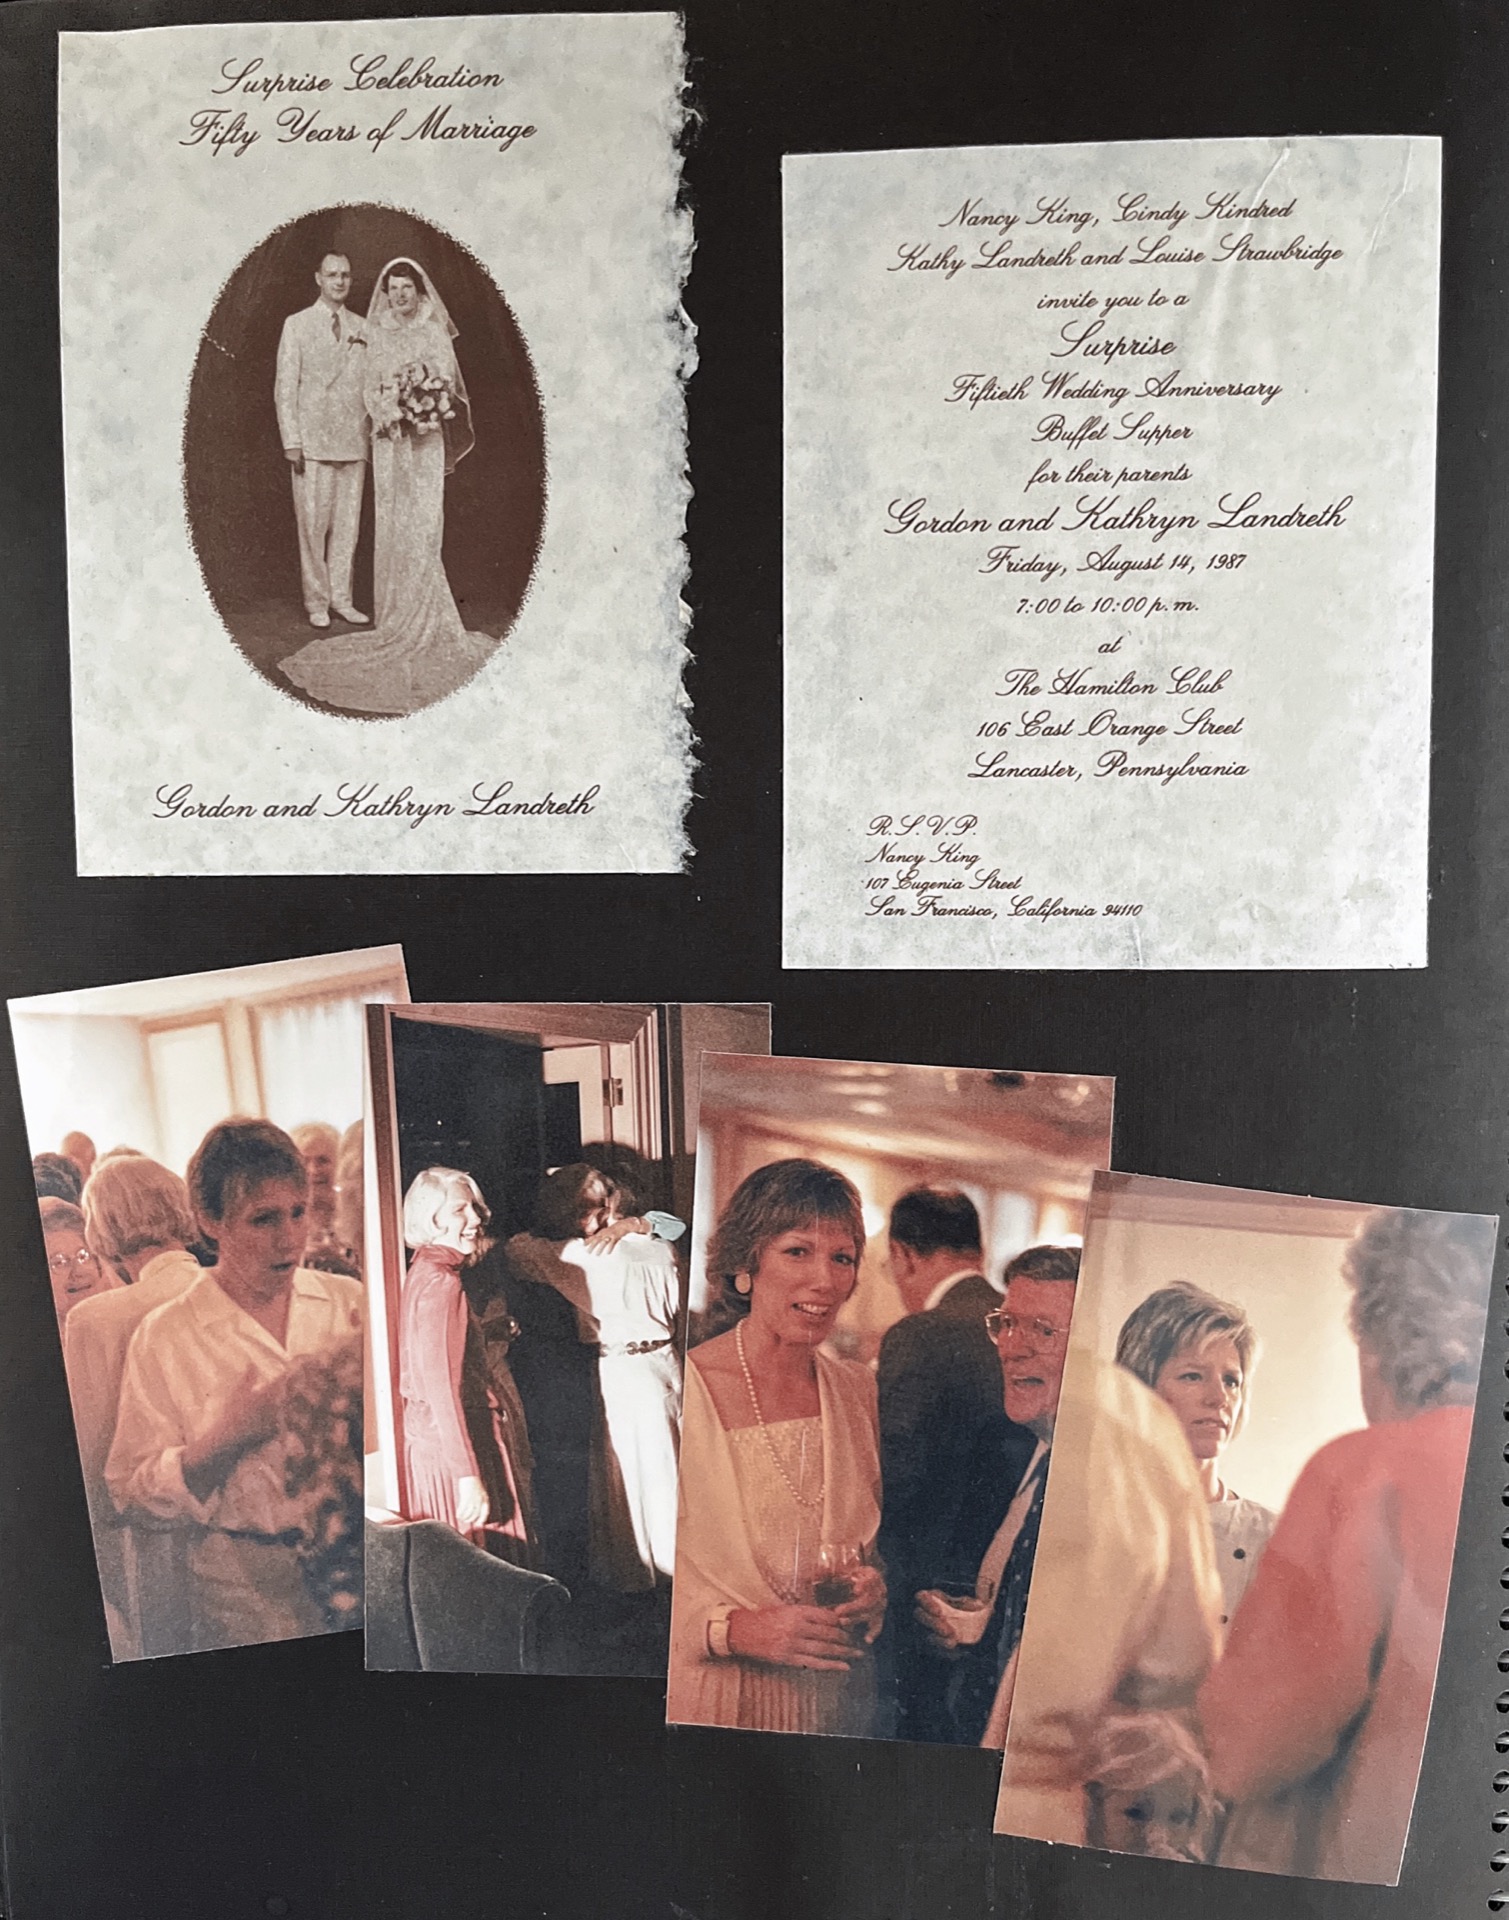 Surprise Celebration
Fifty Years of Marriage
Gordon and Kathryn Landreth
Nancy King, Cindy Kindred
Kathy Landreth and Louise Strawbridge
invite you to a
Surprise
Fiftieth Wedding Anniversary
Buffet Supper
for their parents
Gordon and Kathryn Landreth
Friday, August 14, 1987
7:00 to 10:00 p.m.
at
The Hamilton Club
106 East Orange Street
Lancaster, Pennsylvania
R.S.V.P.
Nancy King
107 Eugenia Street
San Francisco, California 94110